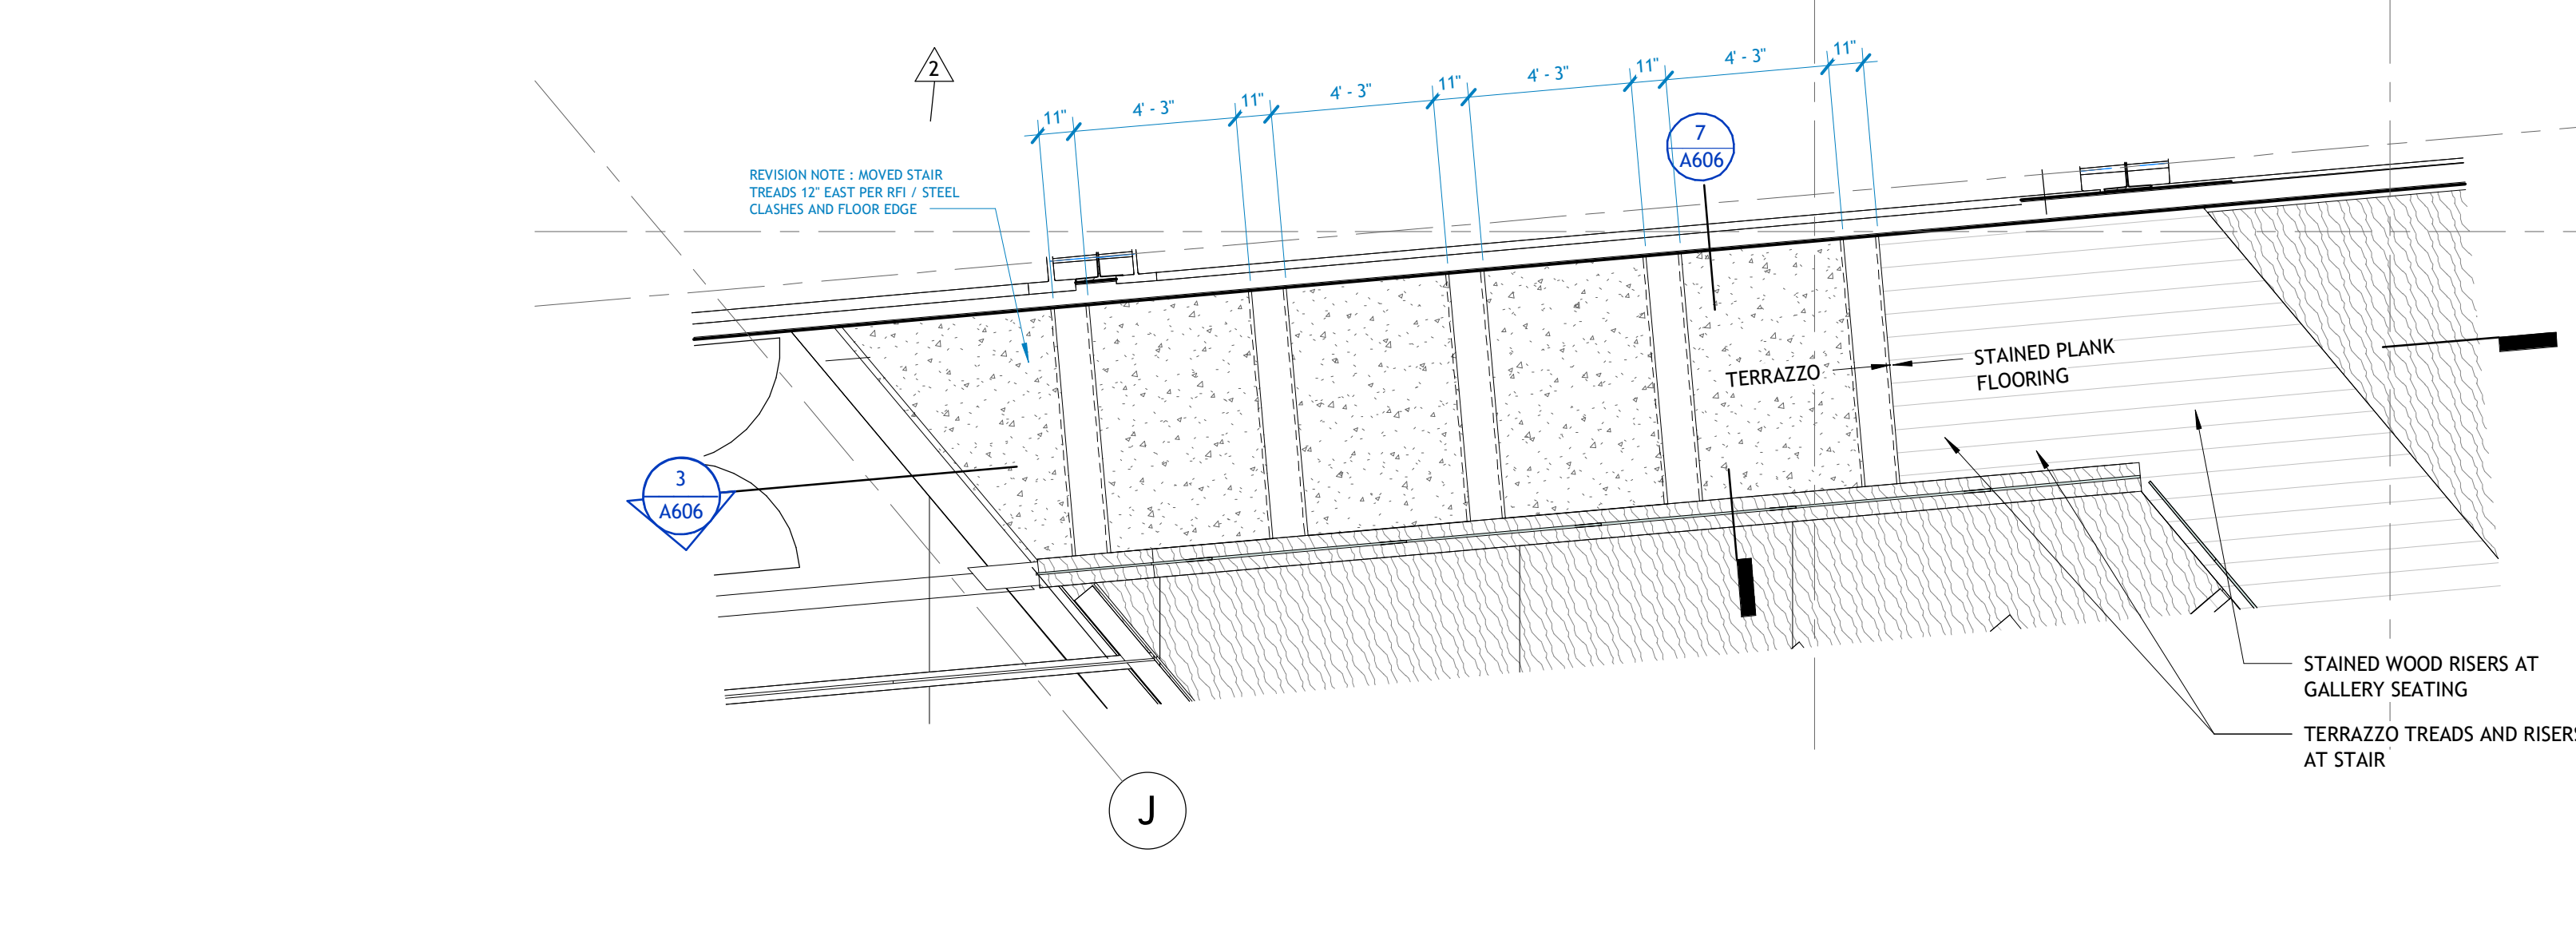 2
11"
4' - 3"
11"
4' - 3"
11"
4' - 3"
11"
4' - 3"
11"
7
A606
REVISION NOTE : MOVED STAIR
TREADS 12" EAST PER RFI / STEEL
CLASHES AND FLOOR EDGE
TERRAZZO
STAINED PLANK
FLOORING
3
A606
STAINED WOOD RISERS AT
GALLERY SEATING
TERRAZZO TREADS AND RISERS
AT STAIR
J